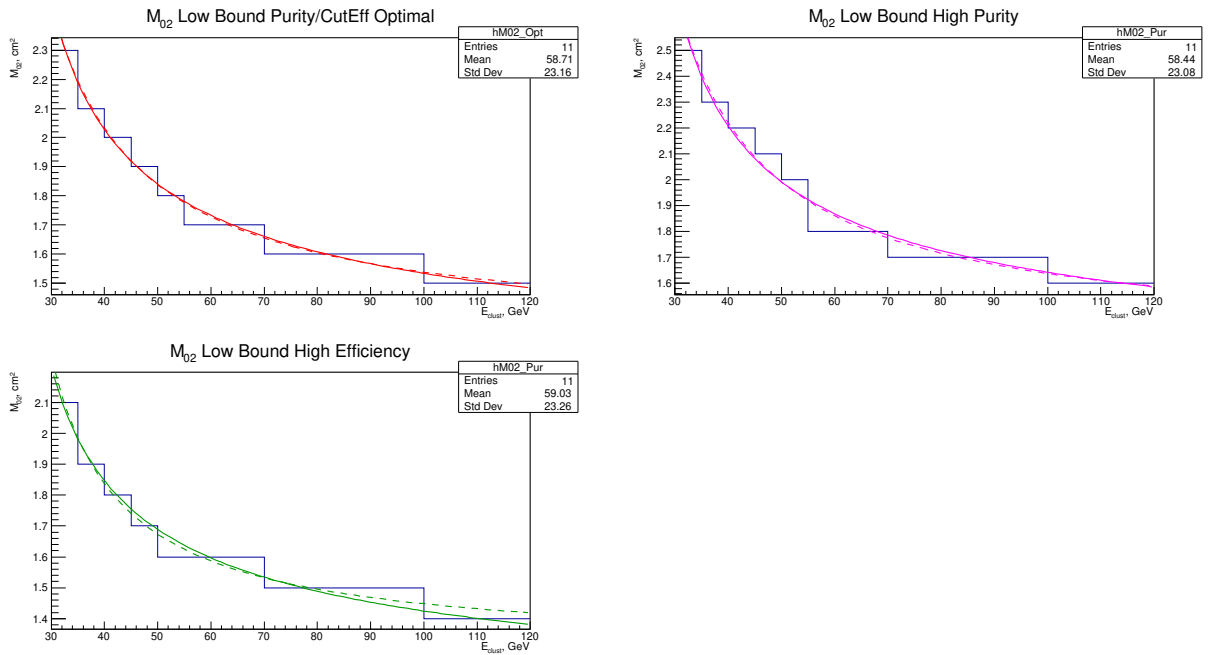 M02 Low Bound Purity/CutEff Optimal
hM02_Opt
Entries 11
Mean 58.71
Std Dev 23.16
M02, cm²
2.3
2.2
2.1
2
1.9
1.8
1.7
1.6
1.5
30 40 50 60 70 80 90 100 110 120
Eclust, GeV
M02 Low Bound High Purity
hM02_Pur
Entries 11
Mean 58.44
Std Dev 23.08
M02, cm²
2.5
2.4
2.3
2.2
2.1
2
1.9
1.8
1.7
1.6
30 40 50 60 70 80 90 100 110 120
Eclust, GeV
M02 Low Bound High Efficiency
hM02_Pur
Entries 11
Mean 59.03
Std Dev 23.26
M02, cm²
2.1
2
1.9
1.8
1.7
1.6
1.5
1.4
30 40 50 60 70 80 90 100 110 120
Eclust, GeV